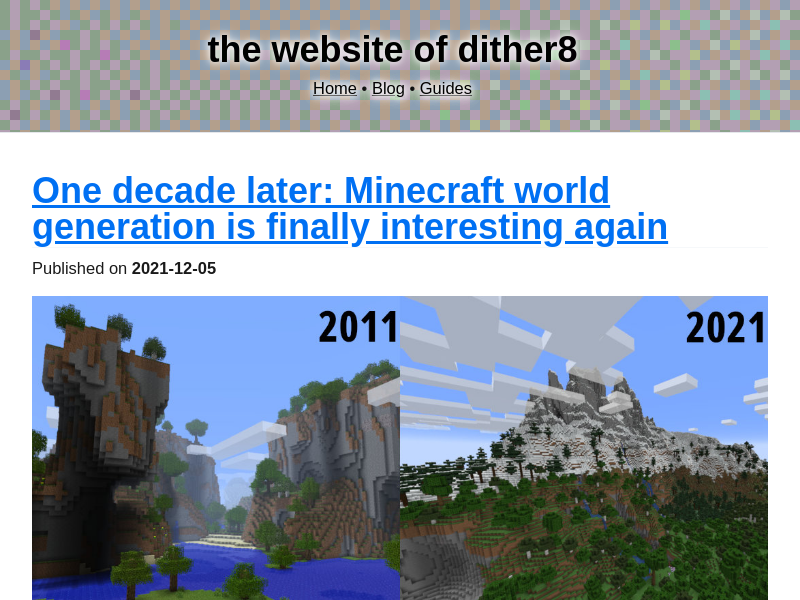 the website of dither8
Home • Blog • Guides
One decade later: Minecraft world
generation is finally interesting again
Published on 2021-12-05
2011
2021